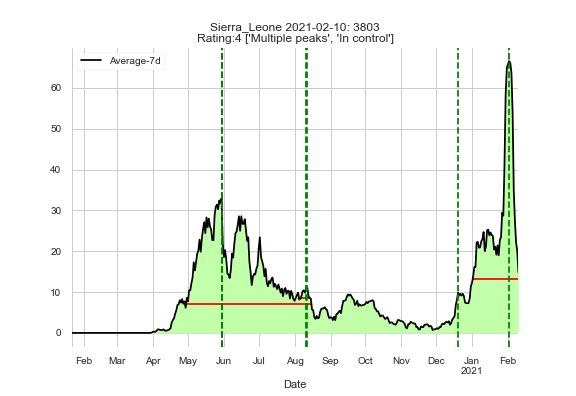 Sierra_Leone 2021-02-10: 3803
Rating:4 ['Multiple peaks', 'In control']
Average-7d
60
50
40
30
20
10
0
Feb Mar Apr May Jun Jul Aug Sep Oct Nov Dec Jan Feb
2021
Date